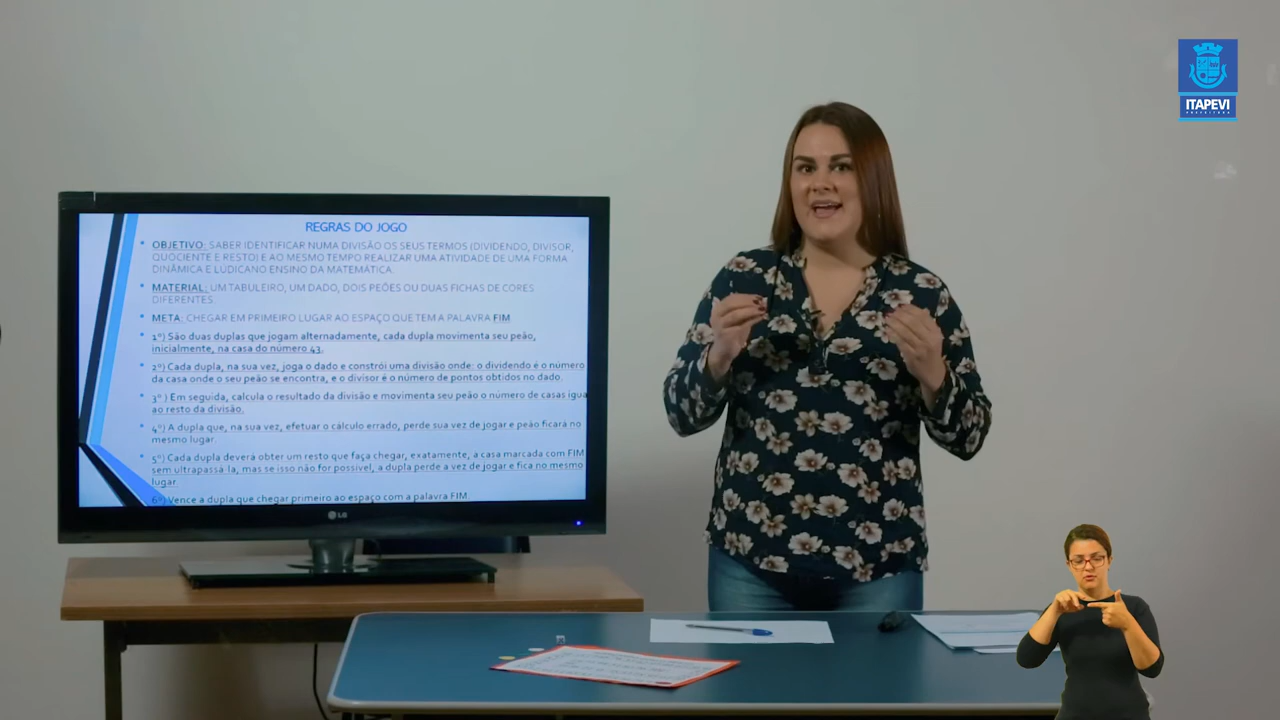 REGRAS DO JOGO
OBJETIVO: SABER IDENTIFICAR NUMA DIVISÃO OS SEUS TERMOS (DIVIDENDO, DIVISOR,
QUOCIENTE E RESTO) E AO MESMO TEMPO REALIZAR UMA ATIVIDADE DE UMA FORMA
DINÂMICA E LÚDICANO ENSINO DA MATEMÁTICA.
MATERIAL: UM TABULEIRO, UM DADO, DOIS PEÕES OU DUAS FICHAS DE CORES
DIFERENTES.
META: CHEGAR EM PRIMEIRO LUGAR AO ESPAÇO QUE TEM A PALAVRA FIM
1º) São duas duplas que jogam alternadamente, cada dupla movimenta seu peão,
inicialmente, na casa do número 43.
2º) Cada dupla, na sua vez, joga o dado e constrói uma divisão onde: o dividendo é o número
da casa onde o seu peão se encontra, e o divisor é o número de pontos obtidos no dado.
3º ) Em seguida, calcula o resultado da divisão e movimenta seu peão o número de casas igua
ao resto da divisão.
4º) A dupla que, na sua vez, efetuar o cálculo errado, perde sua vez de jogar e peão ficará no
mesmo lugar.
5º) Cada dupla deverá obter um resto que faça chegar, exatamente, a casa marcada com FIM
sem ultrapassá-la, mas se isso não for possível, a dupla perde a vez de jogar e fica no mesmo
lugar.
6º) Vence a dupla que chegar primeiro ao espaço com a palavra FIM.
LG
ITAPEVI
PREFEITURA